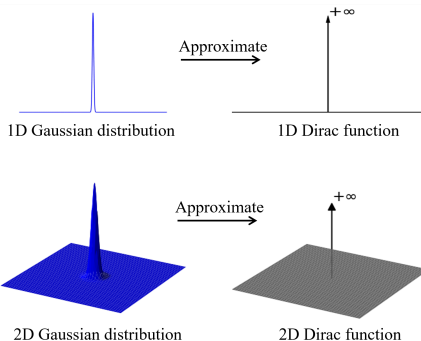 +∞
Approximate
1D Gaussian distribution
1D Dirac function
+∞
Approximate
2D Gaussian distribution
2D Dirac function